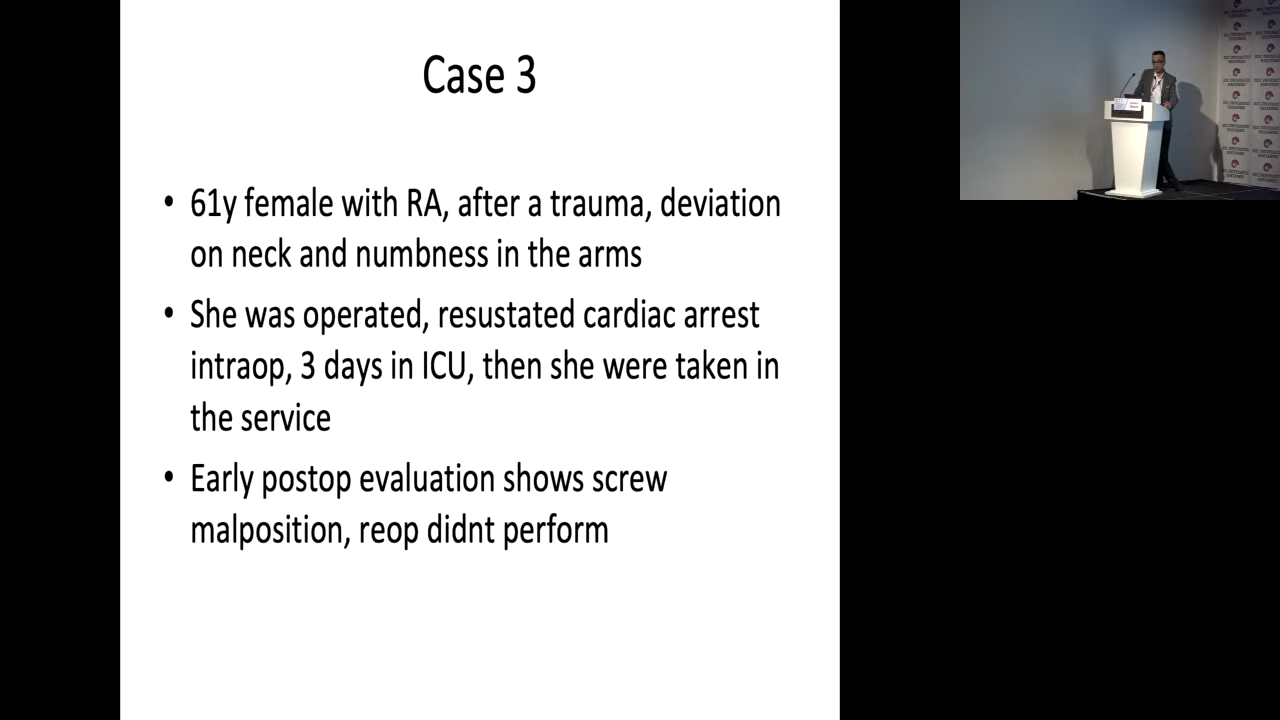 Case 3
• 61y female with RA, after a trauma, deviation
on neck and numbness in the arms
• She was operated, resustated cardiac arrest
intraop, 3 days in ICU, then she were taken in
the service
• Early postop evaluation shows screw
malposition, reop didnt perform